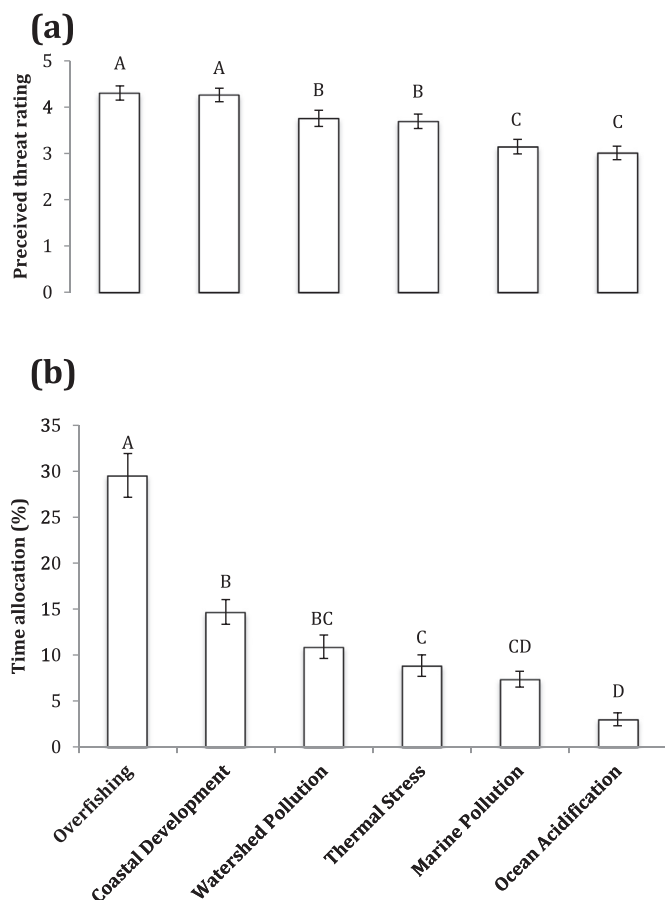 (a)
Preceived threat rating
5
4
3
2
1
0
A
A
B
B
C
C
(b)
Time allocation (%)
35
30
25
20
15
10
5
0
A
B
BC
C
CD
D
Overfishing
Coastal Development
Watershed Pollution
Thermal Stress
Marine Pollution
Ocean Acidification